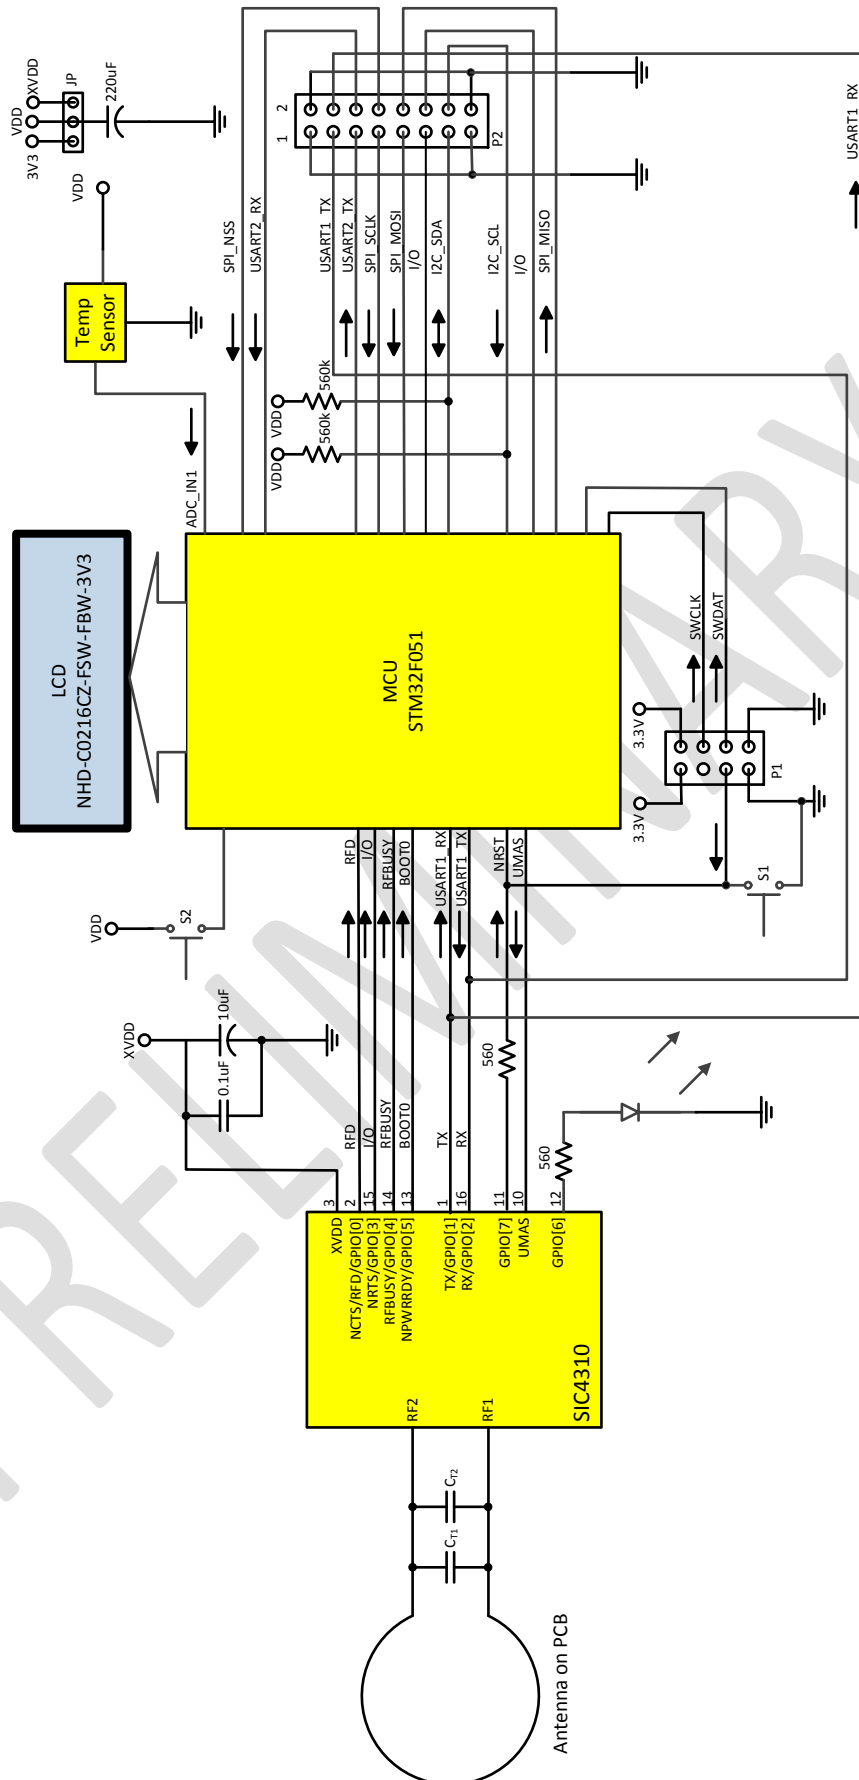 3V3
VDD
XVDD
JP
220uF
VDD
Temp
Sensor
ADC_IN1
SPI_NSS
USART2_RX
1
2
P2
USART1_TX
USART2_TX
SPI_SCLK
SPI_MOSI
I/O
I2C_SDA
I2C_SCL
I/O
SPI_MISO
USART1_RX
VDD
560k
VDD
560k
LCD
NHD-C0216CZ-FSW-FBW-3V3
MCU
STM32F051
SWCLK
SWDAT
3.3V
3.3V
P1
S1
VDD
S2
RFD
I/O
RFBUSY
BOOT0
USART1_RX
USART1_TX
NRST
UMAS
XVDD
10uF
0.1uF
RFD
I/O
RFBUSY
BOOT0
TX
RX
560
560
3
2
15
14
13
1
16
11
10
12
XVDD
NCTS/RFD/GPIO[0]
NRTS/GPIO[3]
RFBUSY/GPIO[4]
NPWRRDY/GPIO[5]
TX/GPIO[1]
RX/GPIO[2]
GPIO[7]
UMAS
GPIO[6]
RF2
RF1
SIC4310
CT2
CT1
Antenna on PCB
PRELIMINARY